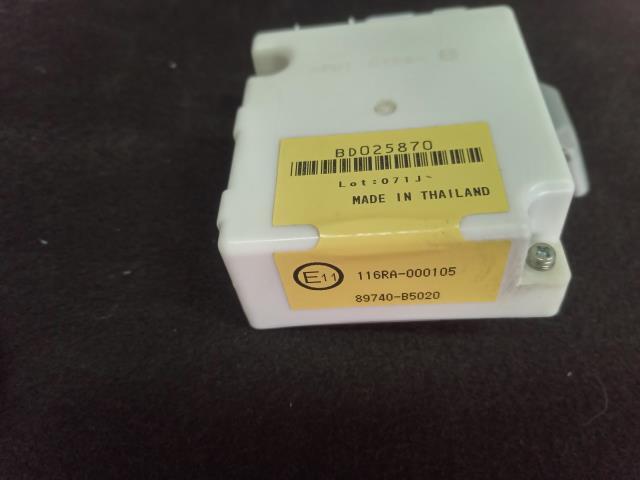 BD025870
Lot:071J
MADE IN THAILAND
E11 116RA-000105
89740-B5020